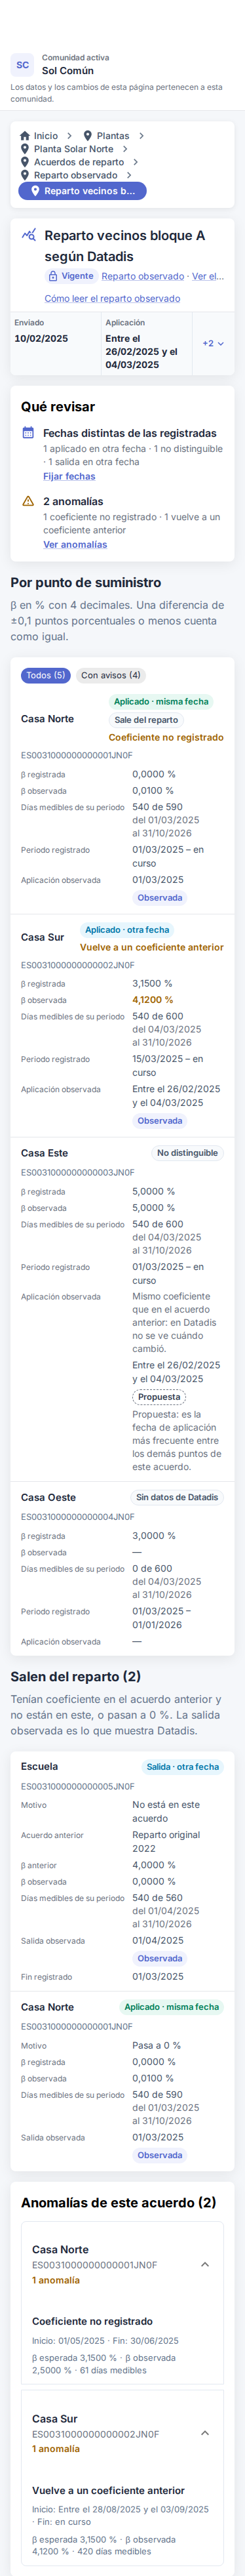 SC
Comunidad activa
Sol Común
Los datos y los cambios de esta página pertenecen a esta
comunidad.
Inicio
Plantas
Planta Solar Norte
Acuerdos de reparto
Reparto observado
Reparto vecinos b...
Reparto vecinos bloque A
según Datadis
Vigente Reparto observado · Ver el...
Cómo leer el reparto observado
Enviado
10/02/2025
Aplicación
Entre el
26/02/2025 y el
04/03/2025
+2
Qué revisar
Fechas distintas de las registradas
1 aplicado en otra fecha · 1 no distinguible
· 1 salida en otra fecha
Fijar fechas
2 anomalías
1 coeficiente no registrado · 1 vuelve a un
coeficiente anterior
Ver anomalías
Por punto de suministro
β en % con 4 decimales. Una diferencia de
±0,1 puntos porcentuales o menos cuenta
como igual.
Todos (5)
Con avisos (4)
Casa Norte
Aplicado · misma fecha
Sale del reparto
Coeficiente no registrado
ES0031000000000001JN0F
β registrada
0,0000 %
β observada
0,0100 %
Días medibles de su periodo
540 de 590
del 01/03/2025
al 31/10/2026
Periodo registrado
01/03/2025 – en
curso
Aplicación observada
01/03/2025
Observada
Casa Sur
Aplicado · otra fecha
Vuelve a un coeficiente anterior
ES0031000000000002JN0F
β registrada
3,1500 %
β observada
4,1200 %
Días medibles de su periodo
540 de 600
del 04/03/2025
al 31/10/2026
Periodo registrado
15/03/2025 – en
curso
Aplicación observada
Entre el 26/02/2025
y el 04/03/2025
Observada
Casa Este
No distinguible
ES0031000000000003JN0F
β registrada
5,0000 %
β observada
5,0000 %
Días medibles de su periodo
540 de 600
del 04/03/2025
al 31/10/2026
Periodo registrado
01/03/2025 – en
curso
Aplicación observada
Mismo coeficiente
que en el acuerdo
anterior: en Datadis
no se ve cuándo
cambió.
Entre el 26/02/2025
y el 04/03/2025
Propuesta
Propuesta: es la
fecha de aplicación
más frecuente entre
los demás puntos de
este acuerdo.
Casa Oeste
Sin datos de Datadis
ES0031000000000004JN0F
β registrada
3,0000 %
β observada
—
Días medibles de su periodo
0 de 600
del 04/03/2025
al 31/10/2026
Periodo registrado
01/03/2025 –
01/01/2026
Aplicación observada
—
Salen del reparto (2)
Tenían coeficiente en el acuerdo anterior y
no están en este, o pasan a 0 %. La salida
observada es lo que muestra Datadis.
Escuela
Salida · otra fecha
ES0031000000000005JN0F
Motivo
No está en este
acuerdo
Acuerdo anterior
Reparto original
2022
β anterior
4,0000 %
β observada
0,0000 %
Días medibles de su periodo
540 de 560
del 01/04/2025
al 31/10/2026
Salida observada
01/04/2025
Observada
Fin registrado
01/03/2025
Casa Norte
Aplicado · misma fecha
ES0031000000000001JN0F
Motivo
Pasa a 0 %
β registrada
0,0000 %
β observada
0,0100 %
Días medibles de su periodo
540 de 590
del 01/03/2025
al 31/10/2026
Salida observada
01/03/2025
Observada
Anomalías de este acuerdo (2)
Casa Norte
ES0031000000000001JN0F
1 anomalía
Coeficiente no registrado
Inicio: 01/05/2025 · Fin: 30/06/2025
β esperada 3,1500 % · β observada
2,5000 % · 61 días medibles
Casa Sur
ES0031000000000002JN0F
1 anomalía
Vuelve a un coeficiente anterior
Inicio: Entre el 28/08/2025 y el 03/09/2025
· Fin: en curso
β esperada 3,1500 % · β observada
4,1200 % · 420 días medibles